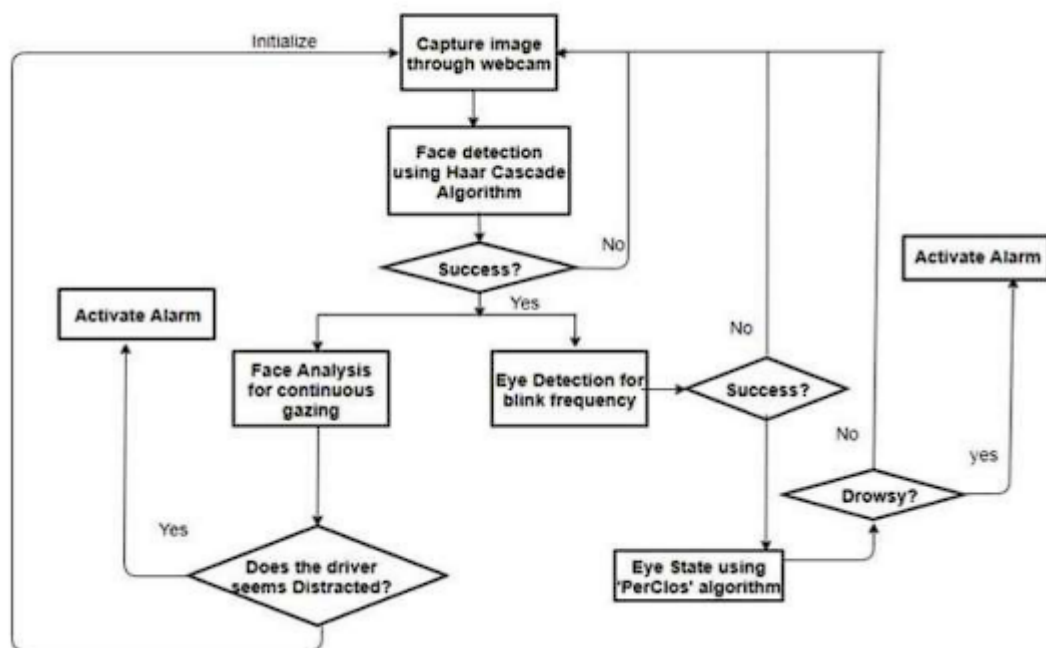 Initialize
Capture image
through webcam
Face detection
using Haar Cascade
Algorithm
No
Success?
Activate Alarm
Yes
Activate Alarm
No
Face Analysis
for continuous
gazing
Eye Detection for
blink frequency
Success?
No
yes
Drowsy?
Yes
Does the driver
seems Distracted?
Eye State using
'PerClos' algorithm